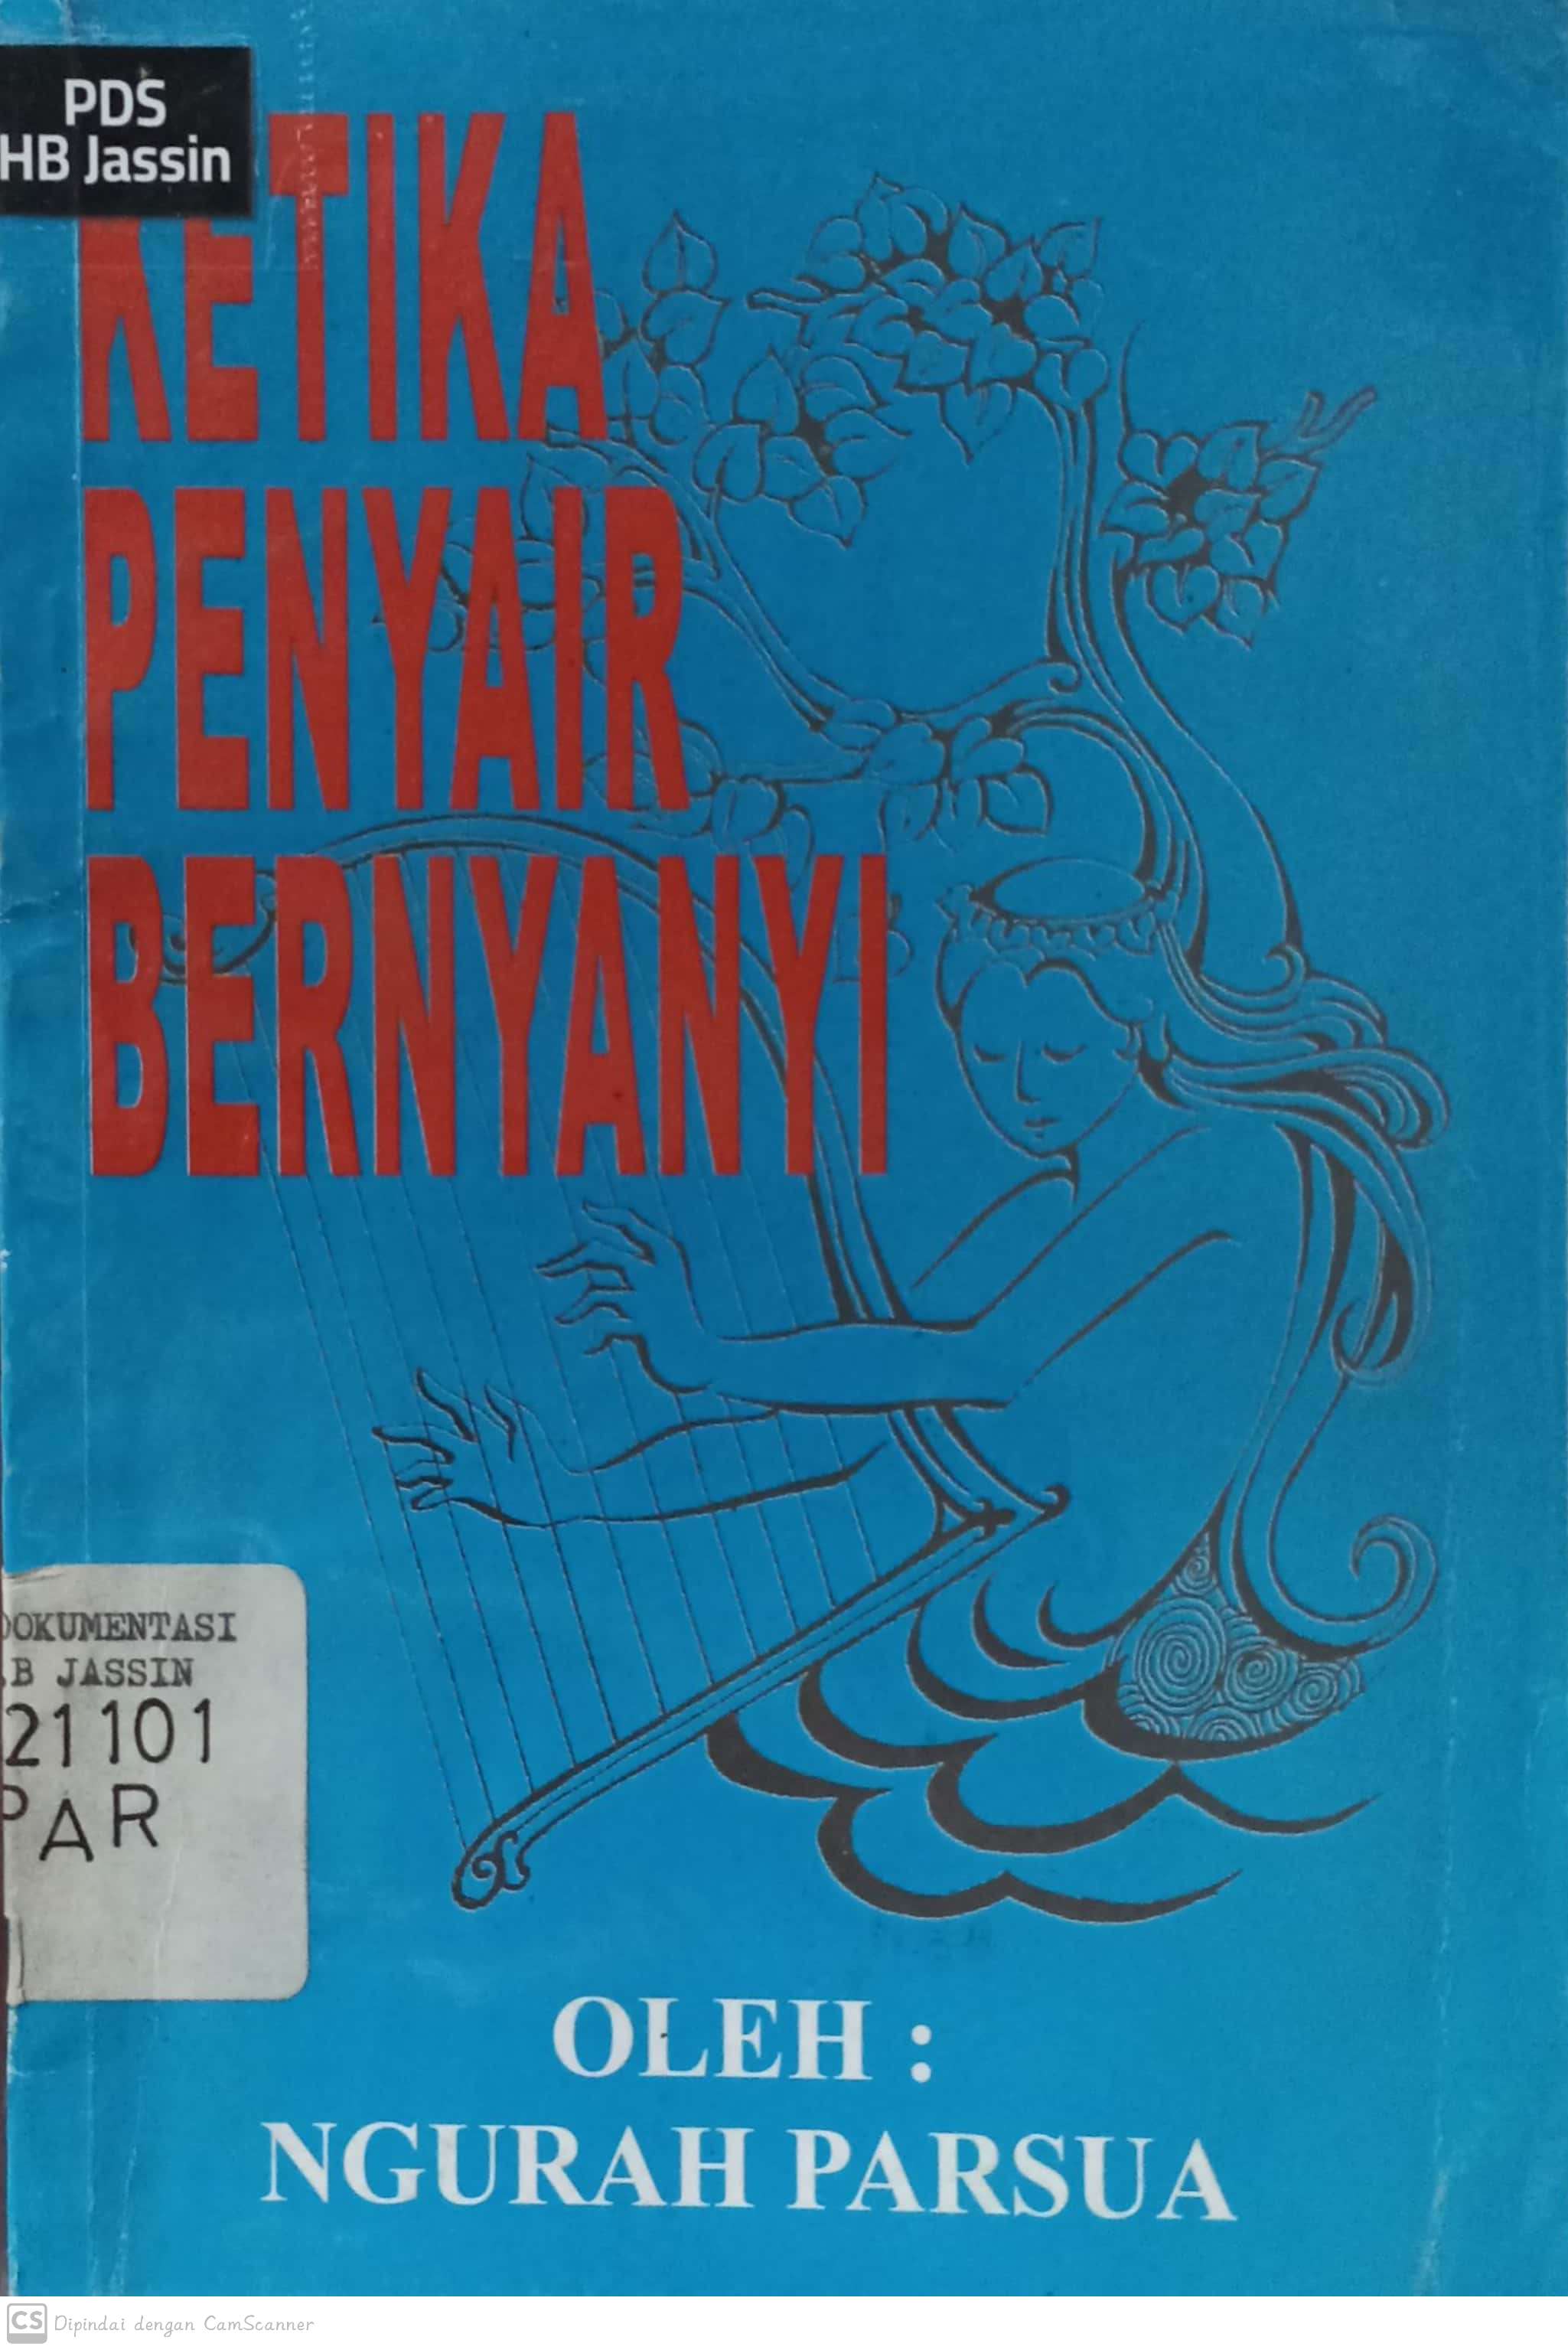 PDS
HB Jassin
KETIKA
PENYAIR
BERNYANYI
DOKUMENTASI
.B JASSIN
21101
PAR
OLEH :
NGURAH PARSUA
CS Dipindai dengan CamScanner